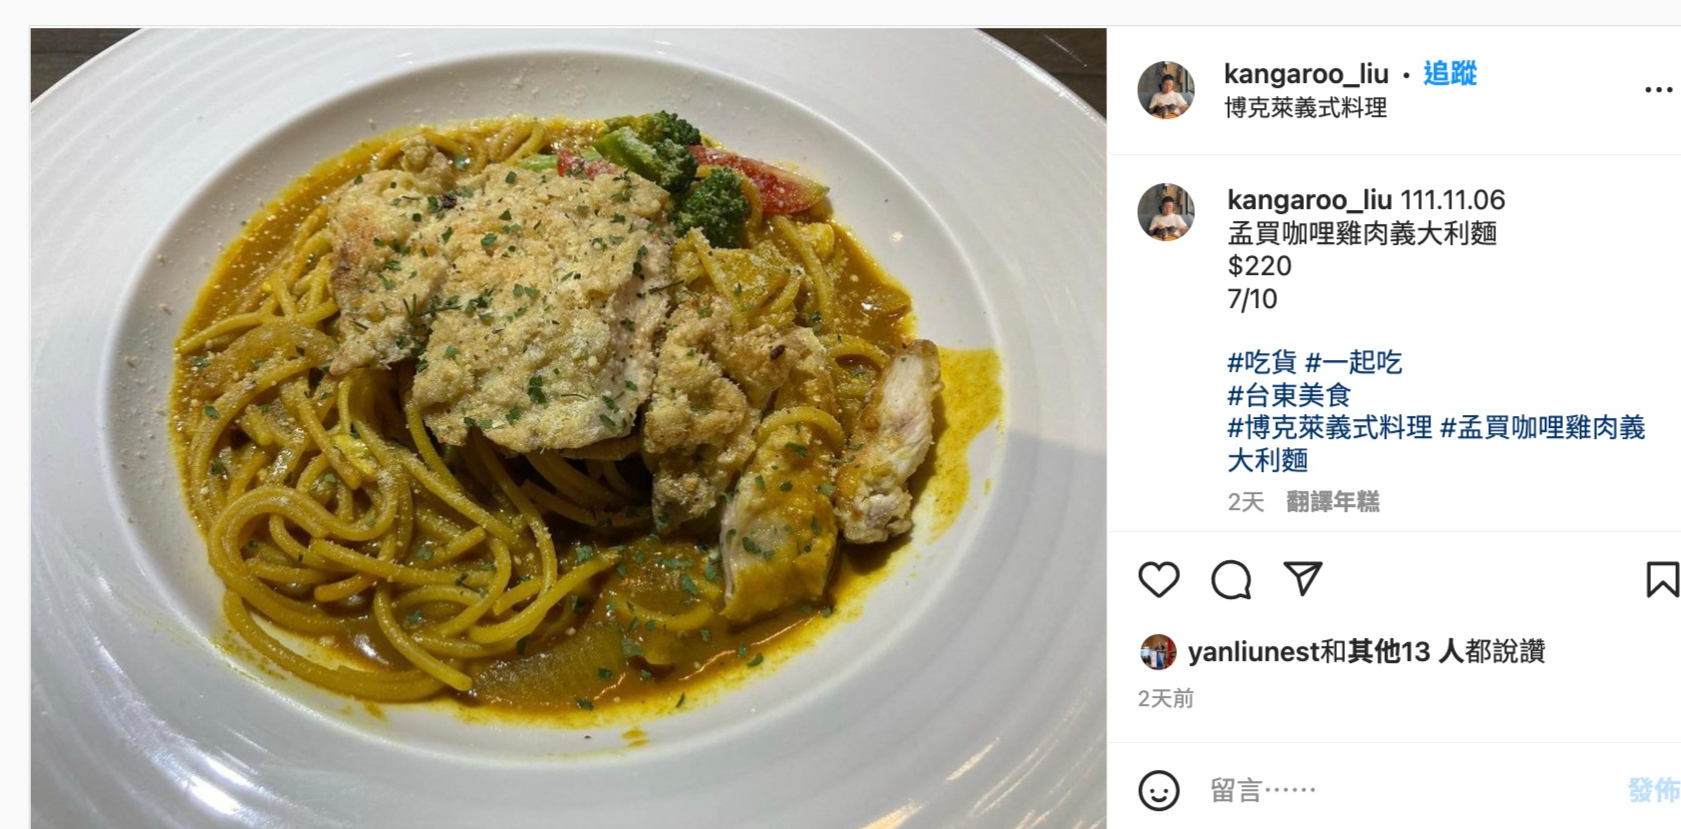 kangaroo_liu • 追蹤
博克萊義式料理
kangaroo_liu 111.11.06
孟買咖哩雞肉義大利麵
$220
7/10
#吃貨 #一起吃
#台東美食
#博克萊義式料理 #孟買咖哩雞肉義
大利麵
2天 翻譯年糕
yanliunest和其他13 人都說讚
2天前
留言⋯⋯
發佈